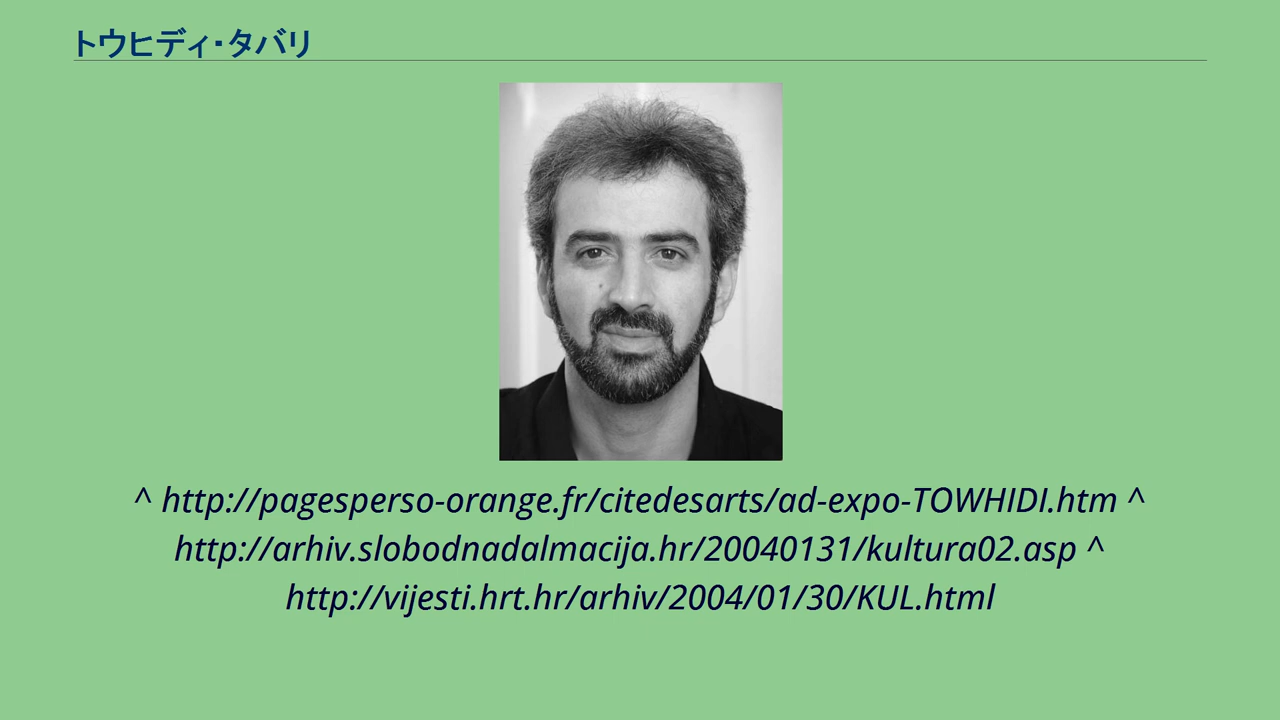 トウヒディ・タバリ
^ http://pagesperso-orange.fr/citedesarts/ad-expo-TOWHIDI.htm ^
http://arhiv.slobodnadalmacija.hr/20040131/kultura02.asp ^
http://vijesti.hrt.hr/arhiv/2004/01/30/KUL.html